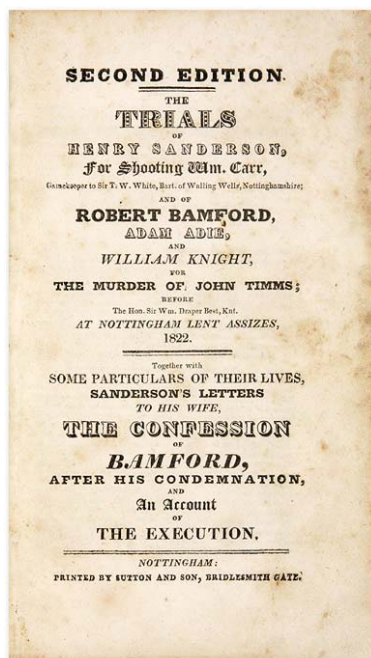 SECOND EDITION.
THE
TRIALS
OF
HENRY SANDERSON,
For Shooting Wm. Carr,
Gamekeeper to Sir T. W. White, Bart. of Walling Wells, Nottinghamshire;
AND OF
ROBERT BAMFORD,
ADAM ADIE,
AND
WILLIAM KNIGHT,
FOR
THE MURDER OF JOHN TIMMS;
BEFORE
The Hon. Sir Wm. Draper Best, Knt.
AT NOTTINGHAM LENT ASSIZES,
1822.
Together with
SOME PARTICULARS OF THEIR LIVES,
SANDERSON'S LETTERS
TO HIS WIFE,
THE CONFESSION
OF
BAMFORD,
AFTER HIS CONDEMNATION,
AND
An Account
OF
THE EXECUTION.
NOTTINGHAM:
PRINTED BY SUTTON AND SON, BRIDLESMITH GATE.